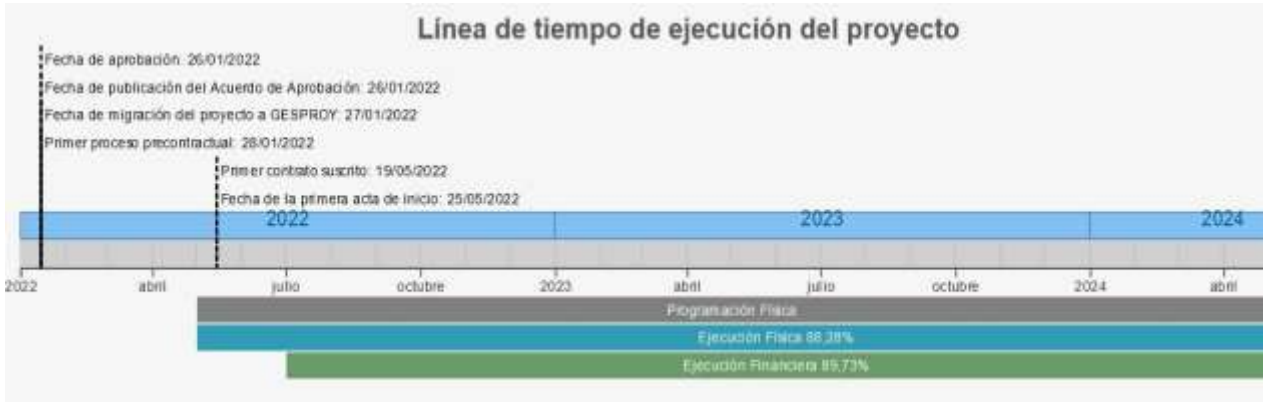 Línea de tiempo de ejecución del proyecto
Fecha de aprobación: 26/01/2022
Fecha de publicación del Acuerdo de Aprobación: 26/01/2022
Fecha de migración del proyecto a GESPROY: 27/01/2022
Primer proceso precontractual: 28/01/2022
Primer contrato suscrito: 19/05/2022
Fecha de la primera acta de inicio: 25/05/2022
2022 2023 2024
2022 abril julio octubre 2023 abril julio octubre 2024 abril
Programación Física
Ejecución Física 88,28%
Ejecución Financiera 89,73%